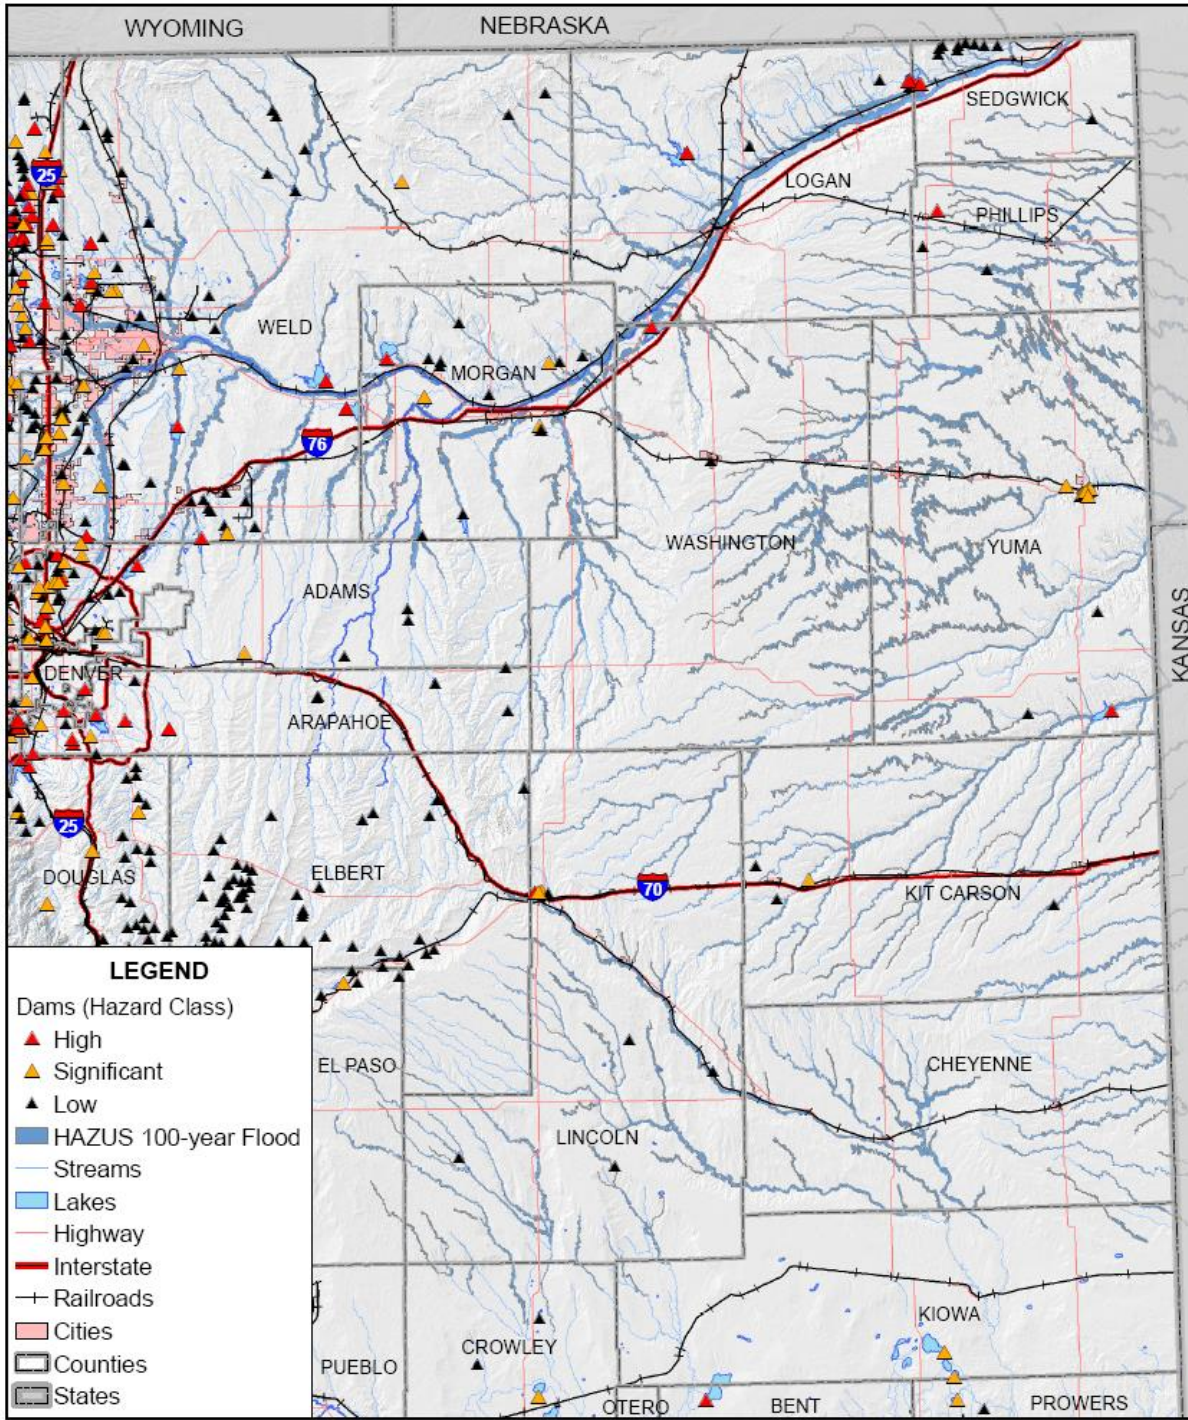 WYOMING
NEBRASKA
SEDGWICK
25
LOGAN
PHILLIPS
WELD
MORGAN
76
WASHINGTON
YUMA
ADAMS
KANSAS
DENVER
ARAPAHOE
25
DOUGLAS
ELBERT
70
KIT CARSON
EL PASO
CHEYENNE
LINCOLN
KIOWA
CROWLEY
PUEBLO
OTERO
BENT
PROWERS
LEGEND
Dams (Hazard Class)
High
Significant
Low
HAZUS 100-year Flood
Streams
Lakes
Highway
Interstate
Railroads
Cities
Counties
States